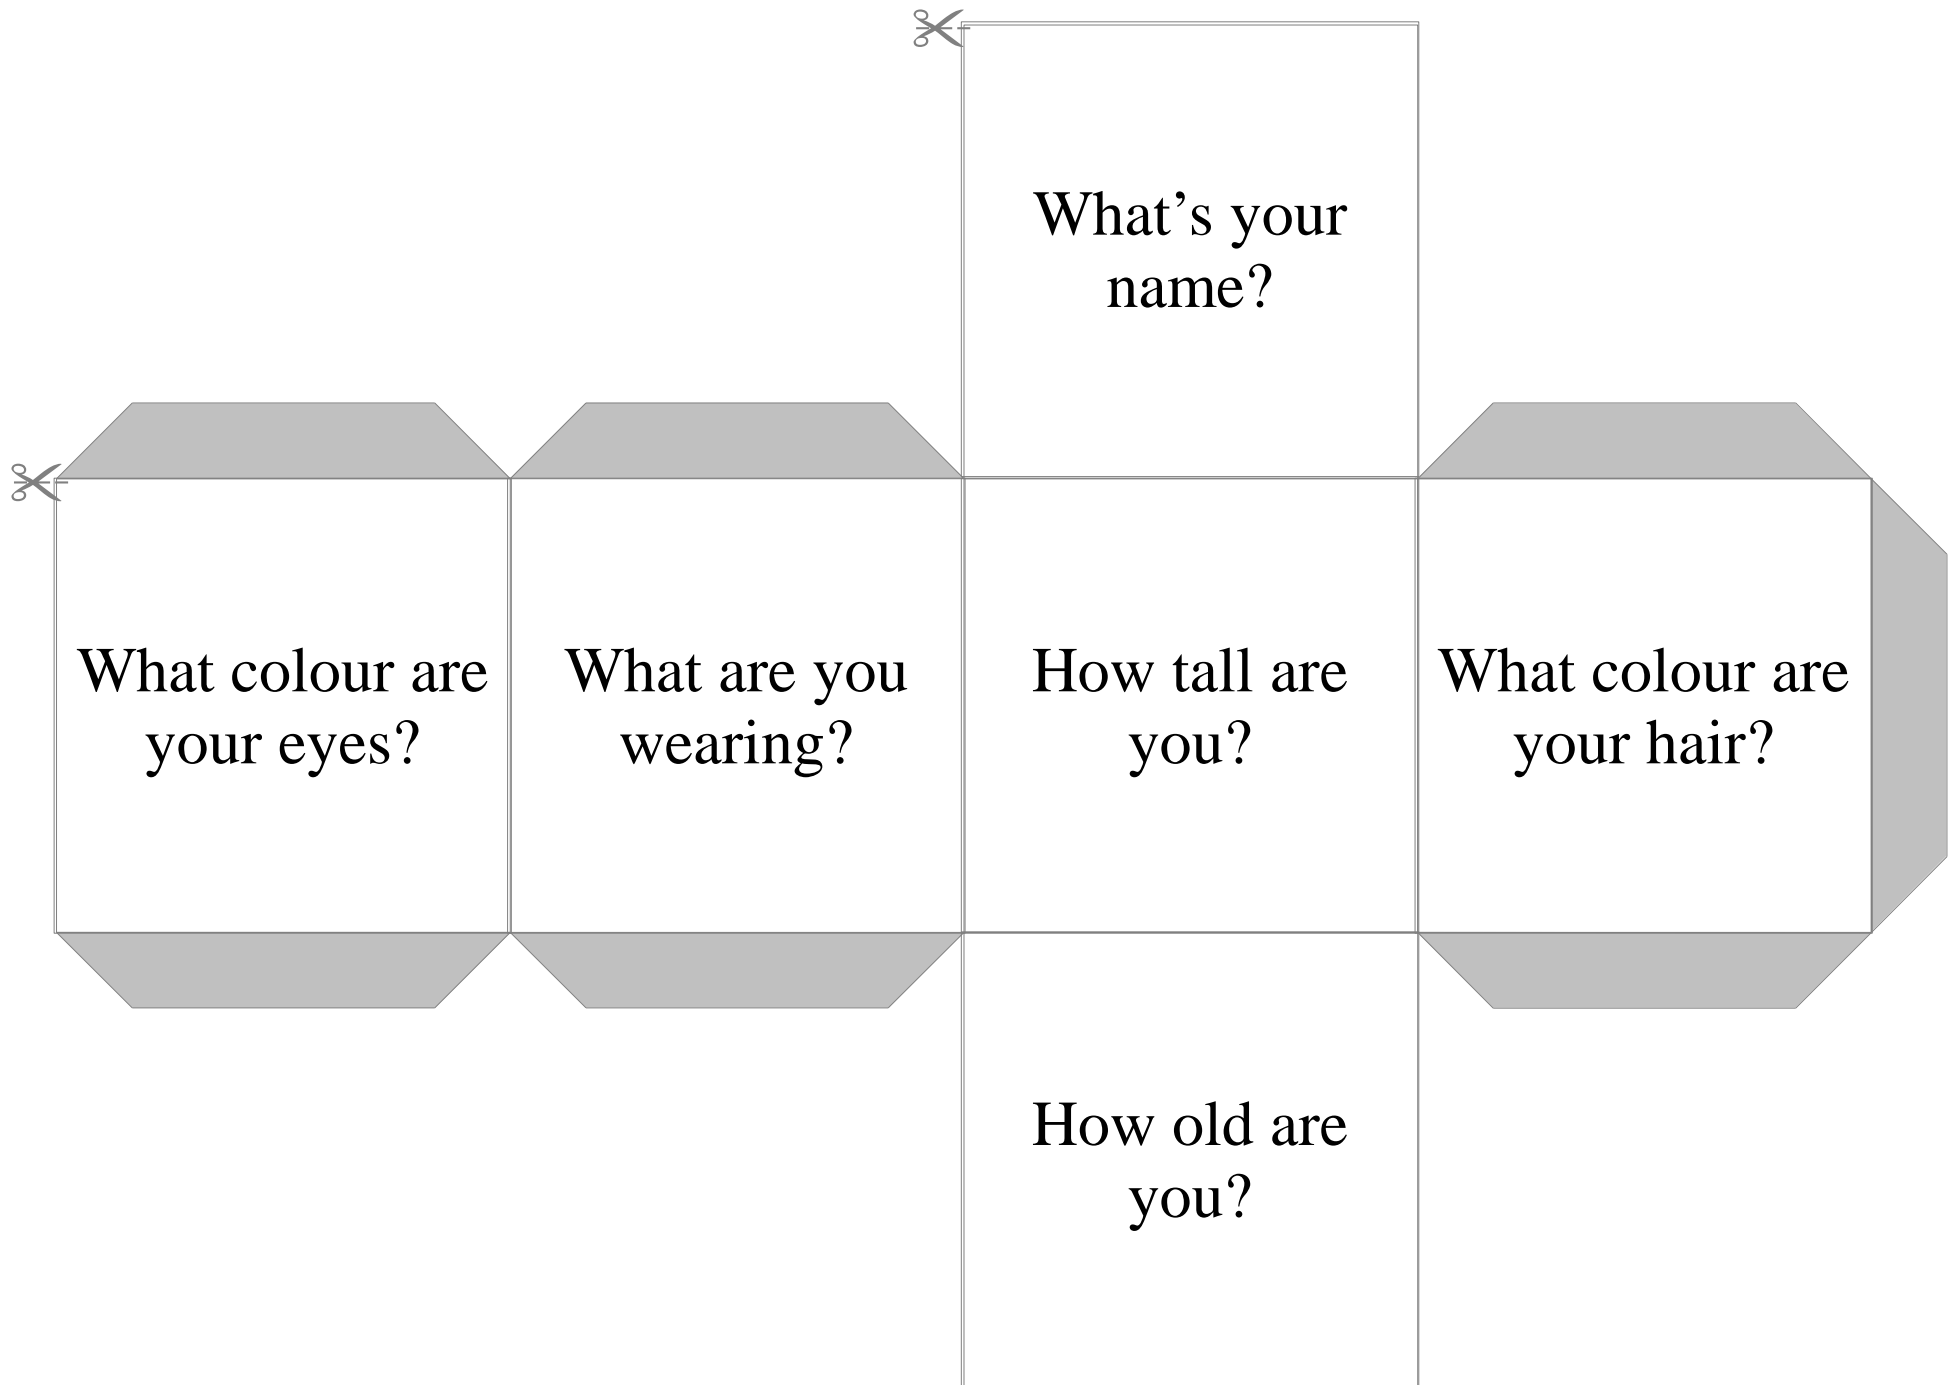 What’s your
name?
What colour are
your eyes?
What are you
wearing?
How tall are
you?
What colour are
your hair?
How old are
you?